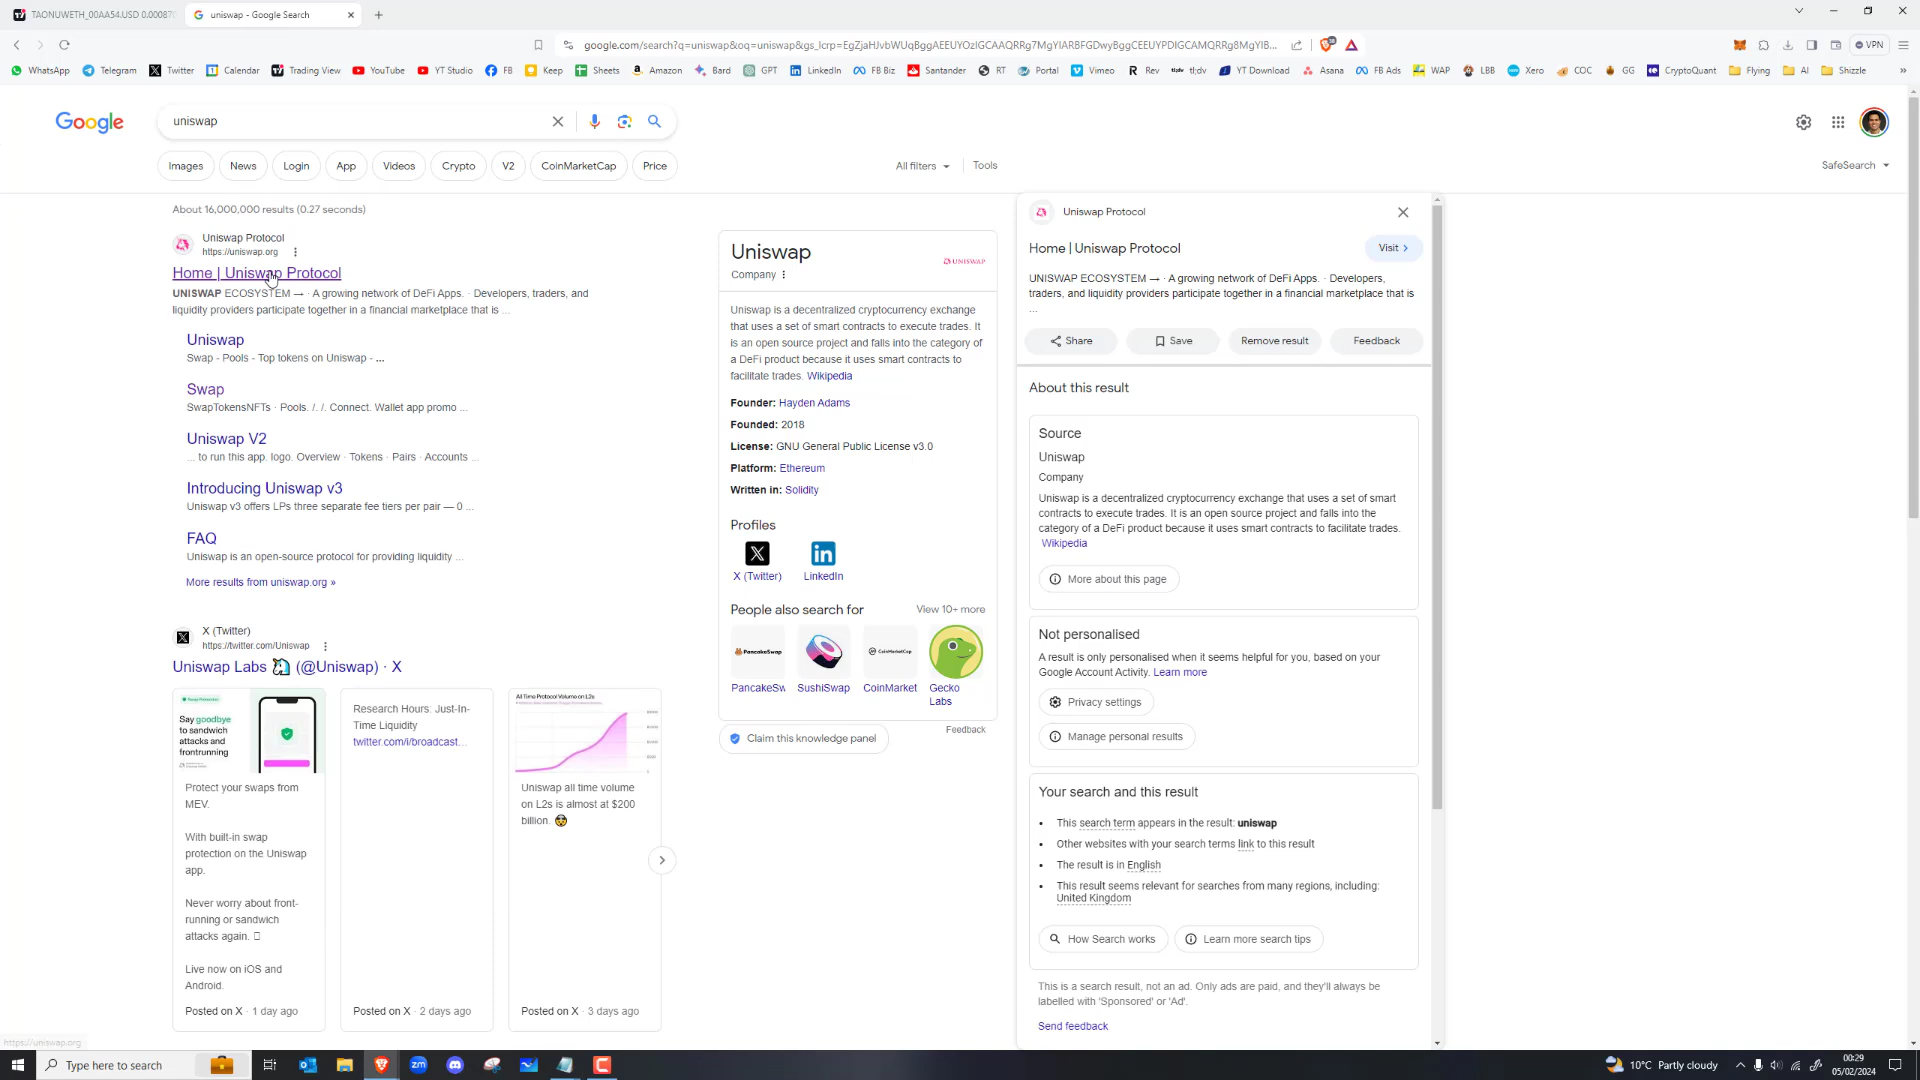 TAONUWETH_00AA54.USD 0.00087
uniswap - Google Search
google.com/search?q=uniswap&oq=uniswap&gs_lcrp=
WhatsApp Telegram Twitter Calendar Trading View YouTube YT Studio FB Keep Sheets Amazon Bard GPT LinkedIn FB Biz Santander RT Portal Vimeo Rev tl;dv YT Download Asana FB Ads WAP LBB Xero COC GG CryptoQuant Flying AI Shizzle
VPN
Google
uniswap
Images News Login App Videos Crypto V2 CoinMarketCap Price
All filters Tools
SafeSearch
About 16,000,000 results (0.27 seconds)
Uniswap Protocol
https://uniswap.org
Home | Uniswap Protocol
UNISWAP ECOSYSTEM → · A growing network of DeFi Apps. · Developers, traders, and
liquidity providers participate together in a financial marketplace that is ...
Uniswap
Swap - Pools - Top tokens on Uniswap - ...
Swap
SwapTokensNFTs · Pools. /. /. Connect. Wallet app promo ...
Uniswap V2
... to run this app. logo. Overview · Tokens · Pairs · Accounts ...
Introducing Uniswap v3
Uniswap v3 offers LPs three separate fee tiers per pair — 0 ...
FAQ
Uniswap is an open-source protocol for providing liquidity ...
More results from uniswap.org »
X (Twitter)
https://twitter.com/Uniswap
Uniswap Labs 🦄 (@Uniswap) · X
Say goodbye
to sandwich
attacks and
frontrunning
Protect your swaps from
MEV.
With built-in swap
protection on the Uniswap
app.
Never worry about front-
running or sandwich
attacks again.
Live now on iOS and
Android.
Posted on X · 1 day ago
Research Hours: Just-In-
Time Liquidity
twitter.com/i/broadcast...
Posted on X · 2 days ago
All Time Protocol Volume on L2s
Uniswap all time volume
on L2s is almost at $200
billion. 🤯
Posted on X · 3 days ago
Uniswap
Company
UNISWAP
Uniswap is a decentralized cryptocurrency exchange
that uses a set of smart contracts to execute trades. It
is an open source project and falls into the category of
a DeFi product because it uses smart contracts to
facilitate trades. Wikipedia
Founder: Hayden Adams
Founded: 2018
License: GNU General Public License v3.0
Platform: Ethereum
Written in: Solidity
Profiles
X (Twitter) LinkedIn
People also search for
View 10+ more
PancakeSwap
CoinMarketCap
PancakeSw SushiSwap CoinMarket Gecko
Labs
Feedback
Claim this knowledge panel
Uniswap Protocol
Home | Uniswap Protocol
Visit
UNISWAP ECOSYSTEM → · A growing network of DeFi Apps. · Developers,
traders, and liquidity providers participate together in a financial marketplace that is
...
Share Save Remove result Feedback
About this result
Source
Uniswap
Company
Uniswap is a decentralized cryptocurrency exchange that uses a set of smart
contracts to execute trades. It is an open source project and falls into the
category of a DeFi product because it uses smart contracts to facilitate trades.
Wikipedia
More about this page
Not personalised
A result is only personalised when it seems helpful for you, based on your
Google Account Activity. Learn more
Privacy settings
Manage personal results
Your search and this result
• This search term appears in the result: uniswap
• Other websites with your search terms link to this result
• The result is in English
• This result seems relevant for searches from many regions, including:
United Kingdom
How Search works
Learn more search tips
This is a search result, not an ad. Only ads are paid, and they'll always be
labelled with 'Sponsored' or 'Ad'.
Send feedback
https://uniswap.org
Type here to search
10°C Partly cloudy
00:29
05/02/2024